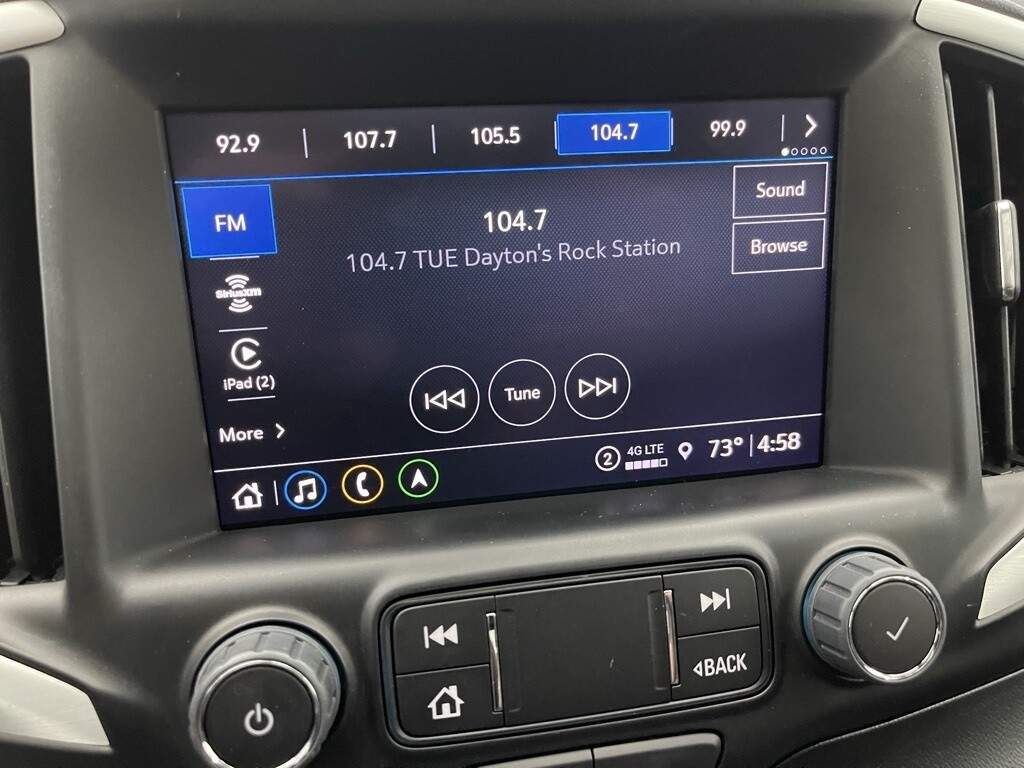 92.9 107.7 105.5 104.7 99.9
FM
104.7
Sound
104.7 TUE Dayton's Rock Station
Browse
SiriusXM
iPad (2)
Tune
More
2 4G LTE 73° 4:58
BACK